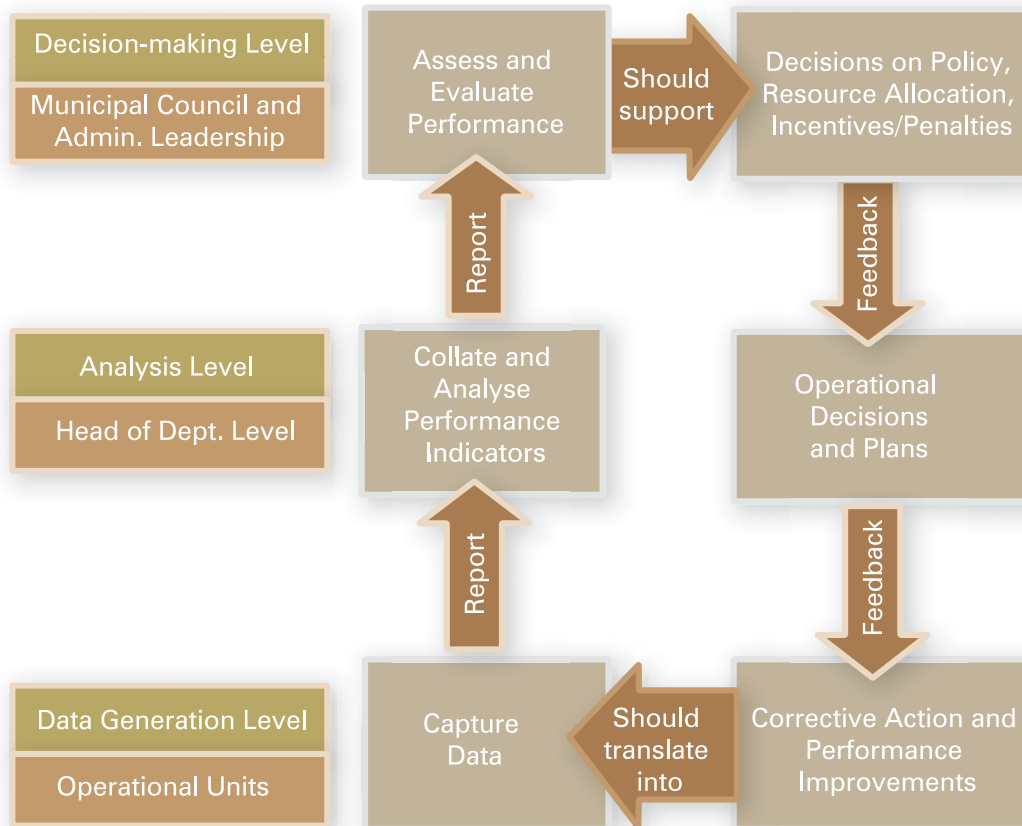 Decision-making Level
Municipal Council and
Admin. Leadership
Assess and
Evaluate
Performance
Should
support
Decisions on Policy,
Resource Allocation,
Incentives/Penalties
Report
Feedback
Analysis Level
Head of Dept. Level
Collate and
Analyse
Performance
Indicators
Operational
Decisions
and Plans
Report
Feedback
Data Generation Level
Operational Units
Capture
Data
Should
translate
into
Corrective Action and
Performance
Improvements